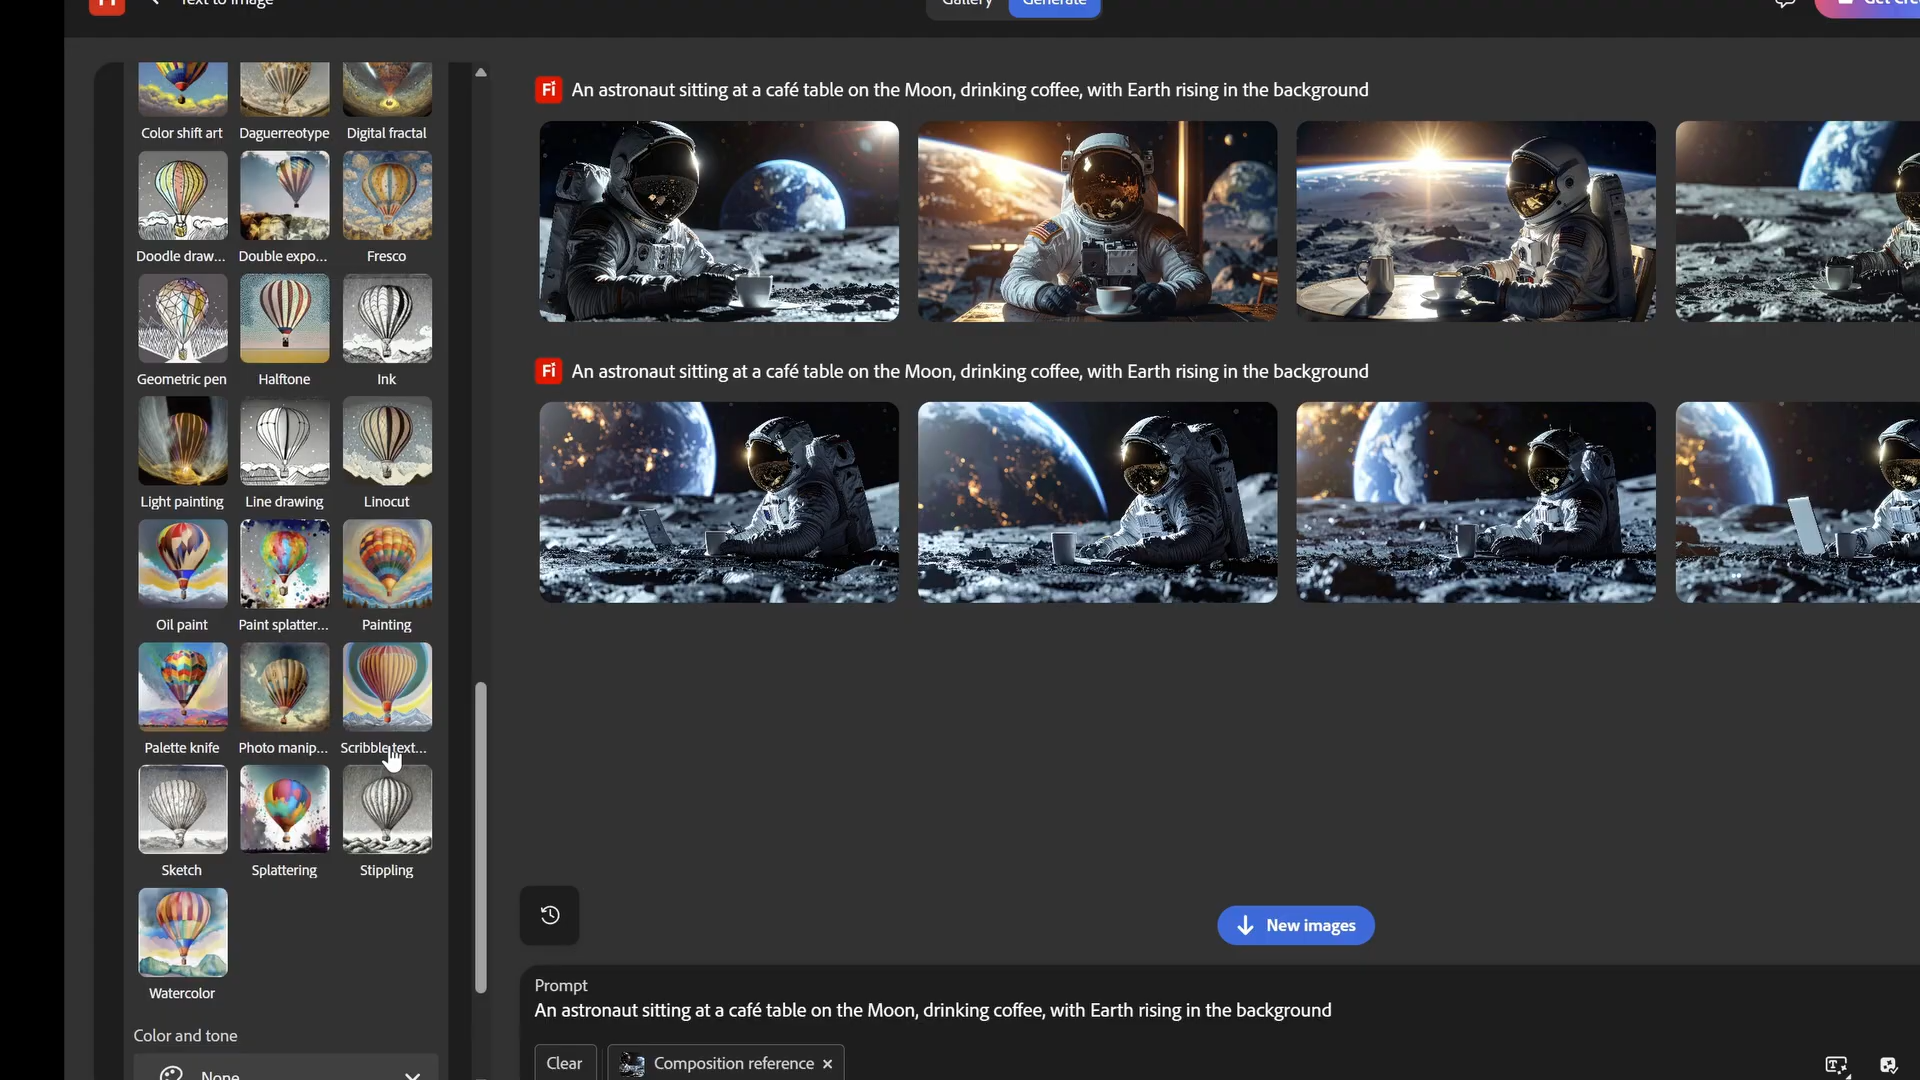 Text to image
Gallery
Generate
Color shift art
Daguerreotype
Digital fractal
Doodle draw...
Double expo...
Fresco
Geometric pen
Halftone
Ink
Light painting
Line drawing
Linocut
Oil paint
Paint splatter...
Painting
Palette knife
Photo manip...
Scribble text...
Sketch
Splattering
Stippling
Watercolor
Color and tone
None
Fi An astronaut sitting at a café table on the Moon, drinking coffee, with Earth rising in the background
Fi An astronaut sitting at a café table on the Moon, drinking coffee, with Earth rising in the background
New images
Prompt
An astronaut sitting at a café table on the Moon, drinking coffee, with Earth rising in the background
Clear
Composition reference